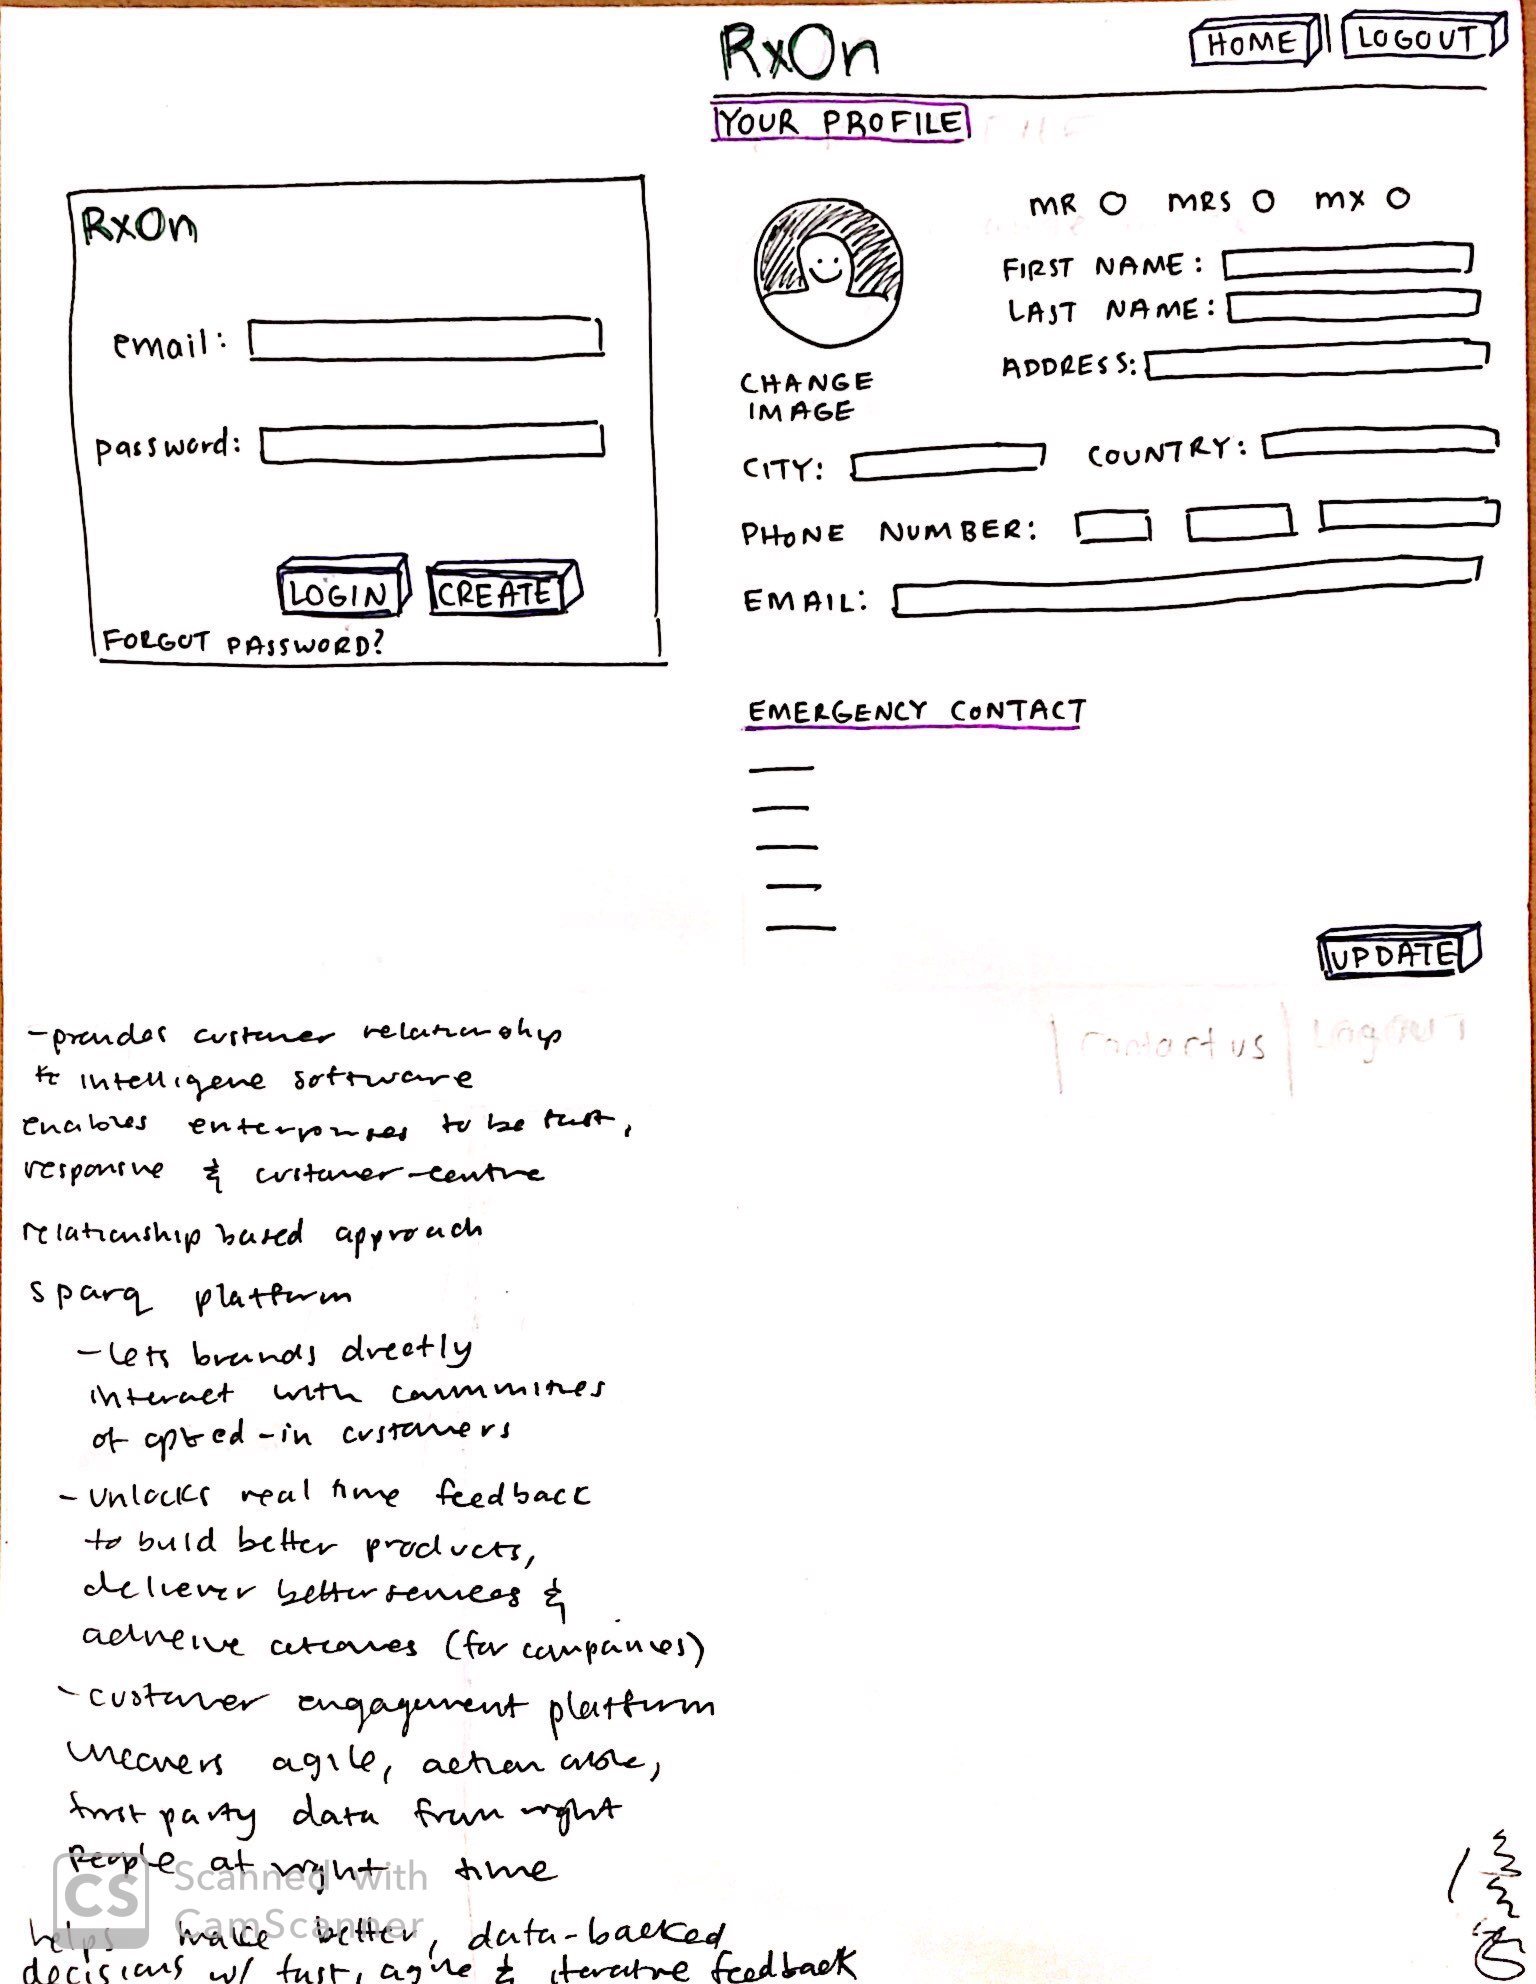 RxOn
HOME | LOGOUT
YOUR PROFILE
RxOn
email:
password:
LOGIN CREATE
FORGOT PASSWORD?
MR MRS MX
FIRST NAME:
LAST NAME:
ADDRESS:
CHANGE
IMAGE
CITY: COUNTRY:
PHONE NUMBER:
EMAIL:
EMERGENCY CONTACT
UPDATE
| contact us | LogOUT
- provides customer relationship
intelligene software
enables enterprises to be fast,
responsive & customer-centric
relationship based approach
sparq platform
- lets brands directly
interact with communities
of opted-in customers
- unlocks real time feedback
to build better products,
deliever better services &
achieve outcomes (for companies)
- customer engagement platform
uncovers agile, actionable,
first party data from right
people at right time
helps make better, data-backed
decisions w/ fast, agile & iterative feedback
CS Scanned with
CamScanner